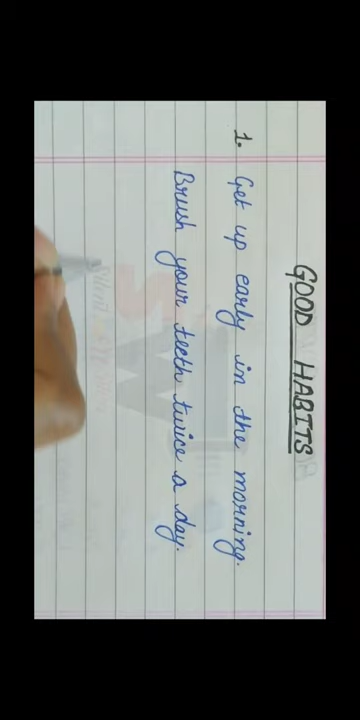 GOOD HABITS
1. Get up early in the morning.
Brush your teeth twice a day.